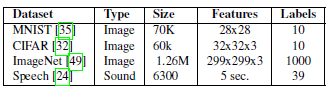 Dataset Type Size Features Labels
MNIST [35] Image 70K 28x28 10
CIFAR [32] Image 60k 32x32x3 10
ImageNet [49] Image 1.26M 299x299x3 1000
Speech [24] Sound 6300 5 sec. 39